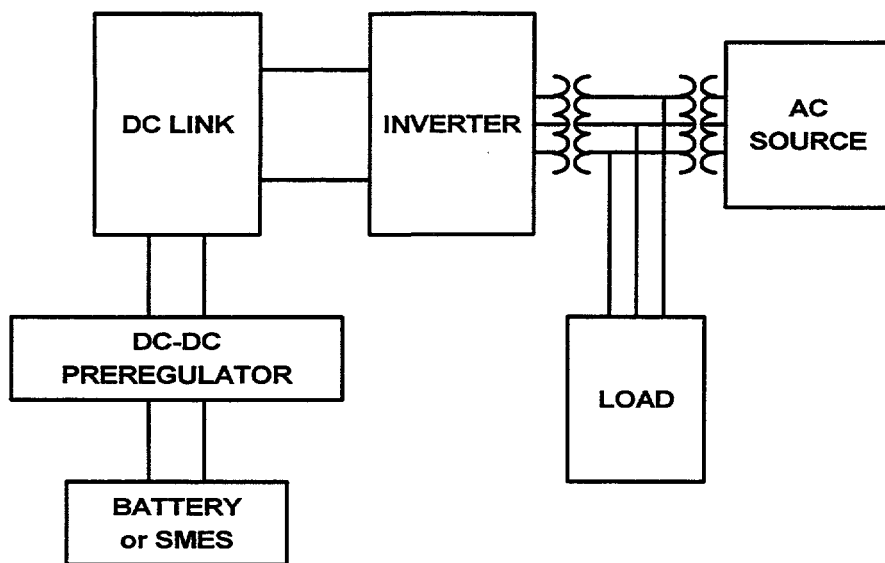 DC LINK
INVERTER
AC
SOURCE
DC-DC
PREREGULATOR
LOAD
BATTERY
or SMES